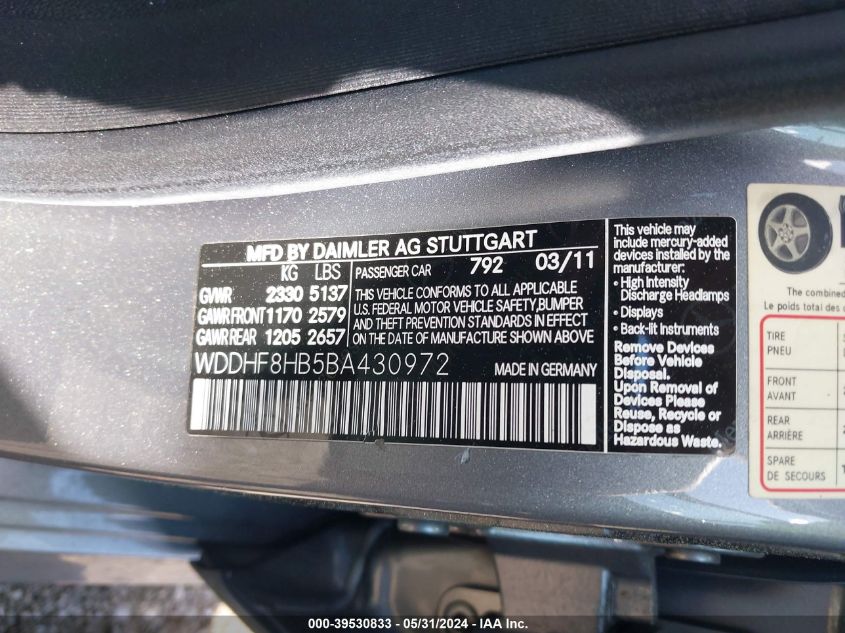 MFD BY DAIMLER AG STUTTGART
KG LBS
GVWR 2330 5137
GAWR FRONT 1170 2579
GAWR REAR 1205 2657
PASSENGER CAR 792 03/11
THIS VEHICLE CONFORMS TO ALL APPLICABLE
U.S. FEDERAL MOTOR VEHICLE SAFETY,BUMPER
AND THEFT PREVENTION STANDARDS IN EFFECT
ON THE DATE OF MANUFACTURE SHOWN ABOVE
WDDHF8HB5BA430972 MADE IN GERMANY
This vehicle may
include mercury-added
devices installed by the
manufacturer:
• High Intensity
Discharge Headlamps
• Displays
• Back-lit Instruments
Remove Devices
Before Vehicle
Disposal.
Upon Removal of
Devices Please
Reuse, Recycle or
Dispose as
Hazardous Waste.
The combined
Le poids total des
TIRE
PNEU
FRONT
AVANT
REAR
ARRIÈRE
SPARE
DE SECOURS
000-39530833 - 05/31/2024 - IAAI Inc.